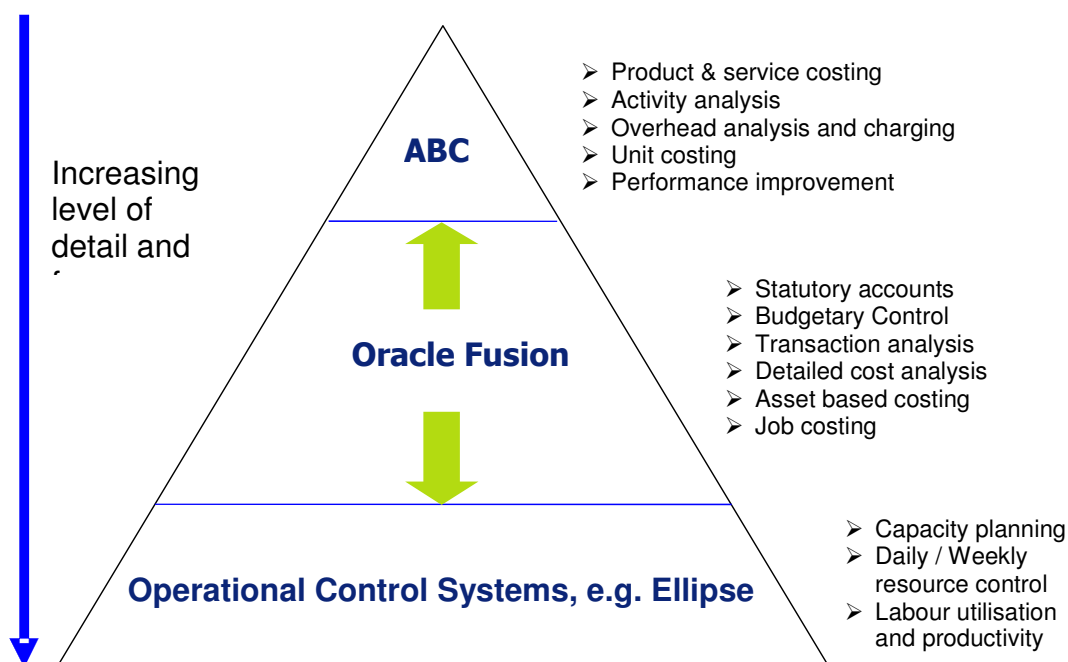 ➢ Product & service costing
➢ Activity analysis
➢ Overhead analysis and charging
➢ Unit costing
➢ Performance improvement
ABC
Increasing
level of
detail and
➢ Statutory accounts
➢ Budgetary Control
➢ Transaction analysis
➢ Detailed cost analysis
➢ Asset based costing
➢ Job costing
Oracle Fusion
➢ Capacity planning
➢ Daily / Weekly
resource control
➢ Labour utilisation
and productivity
Operational Control Systems, e.g. Ellipse